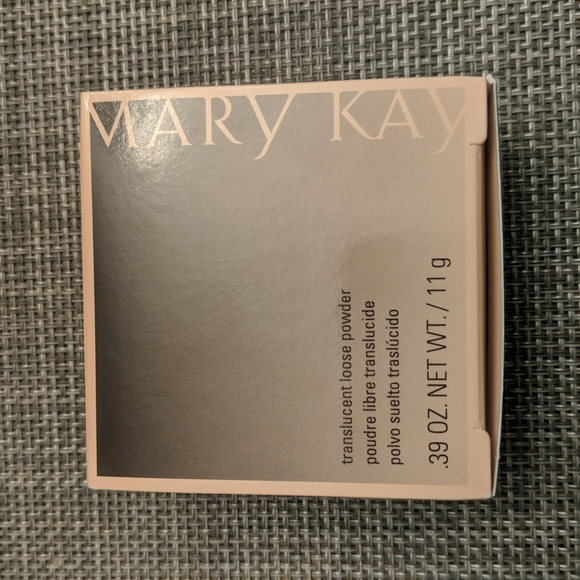 MARY KAY
translucent loose powder
poudre libre translucide
polvo suelto traslúcido
.39 OZ. NET WT. / 11 g